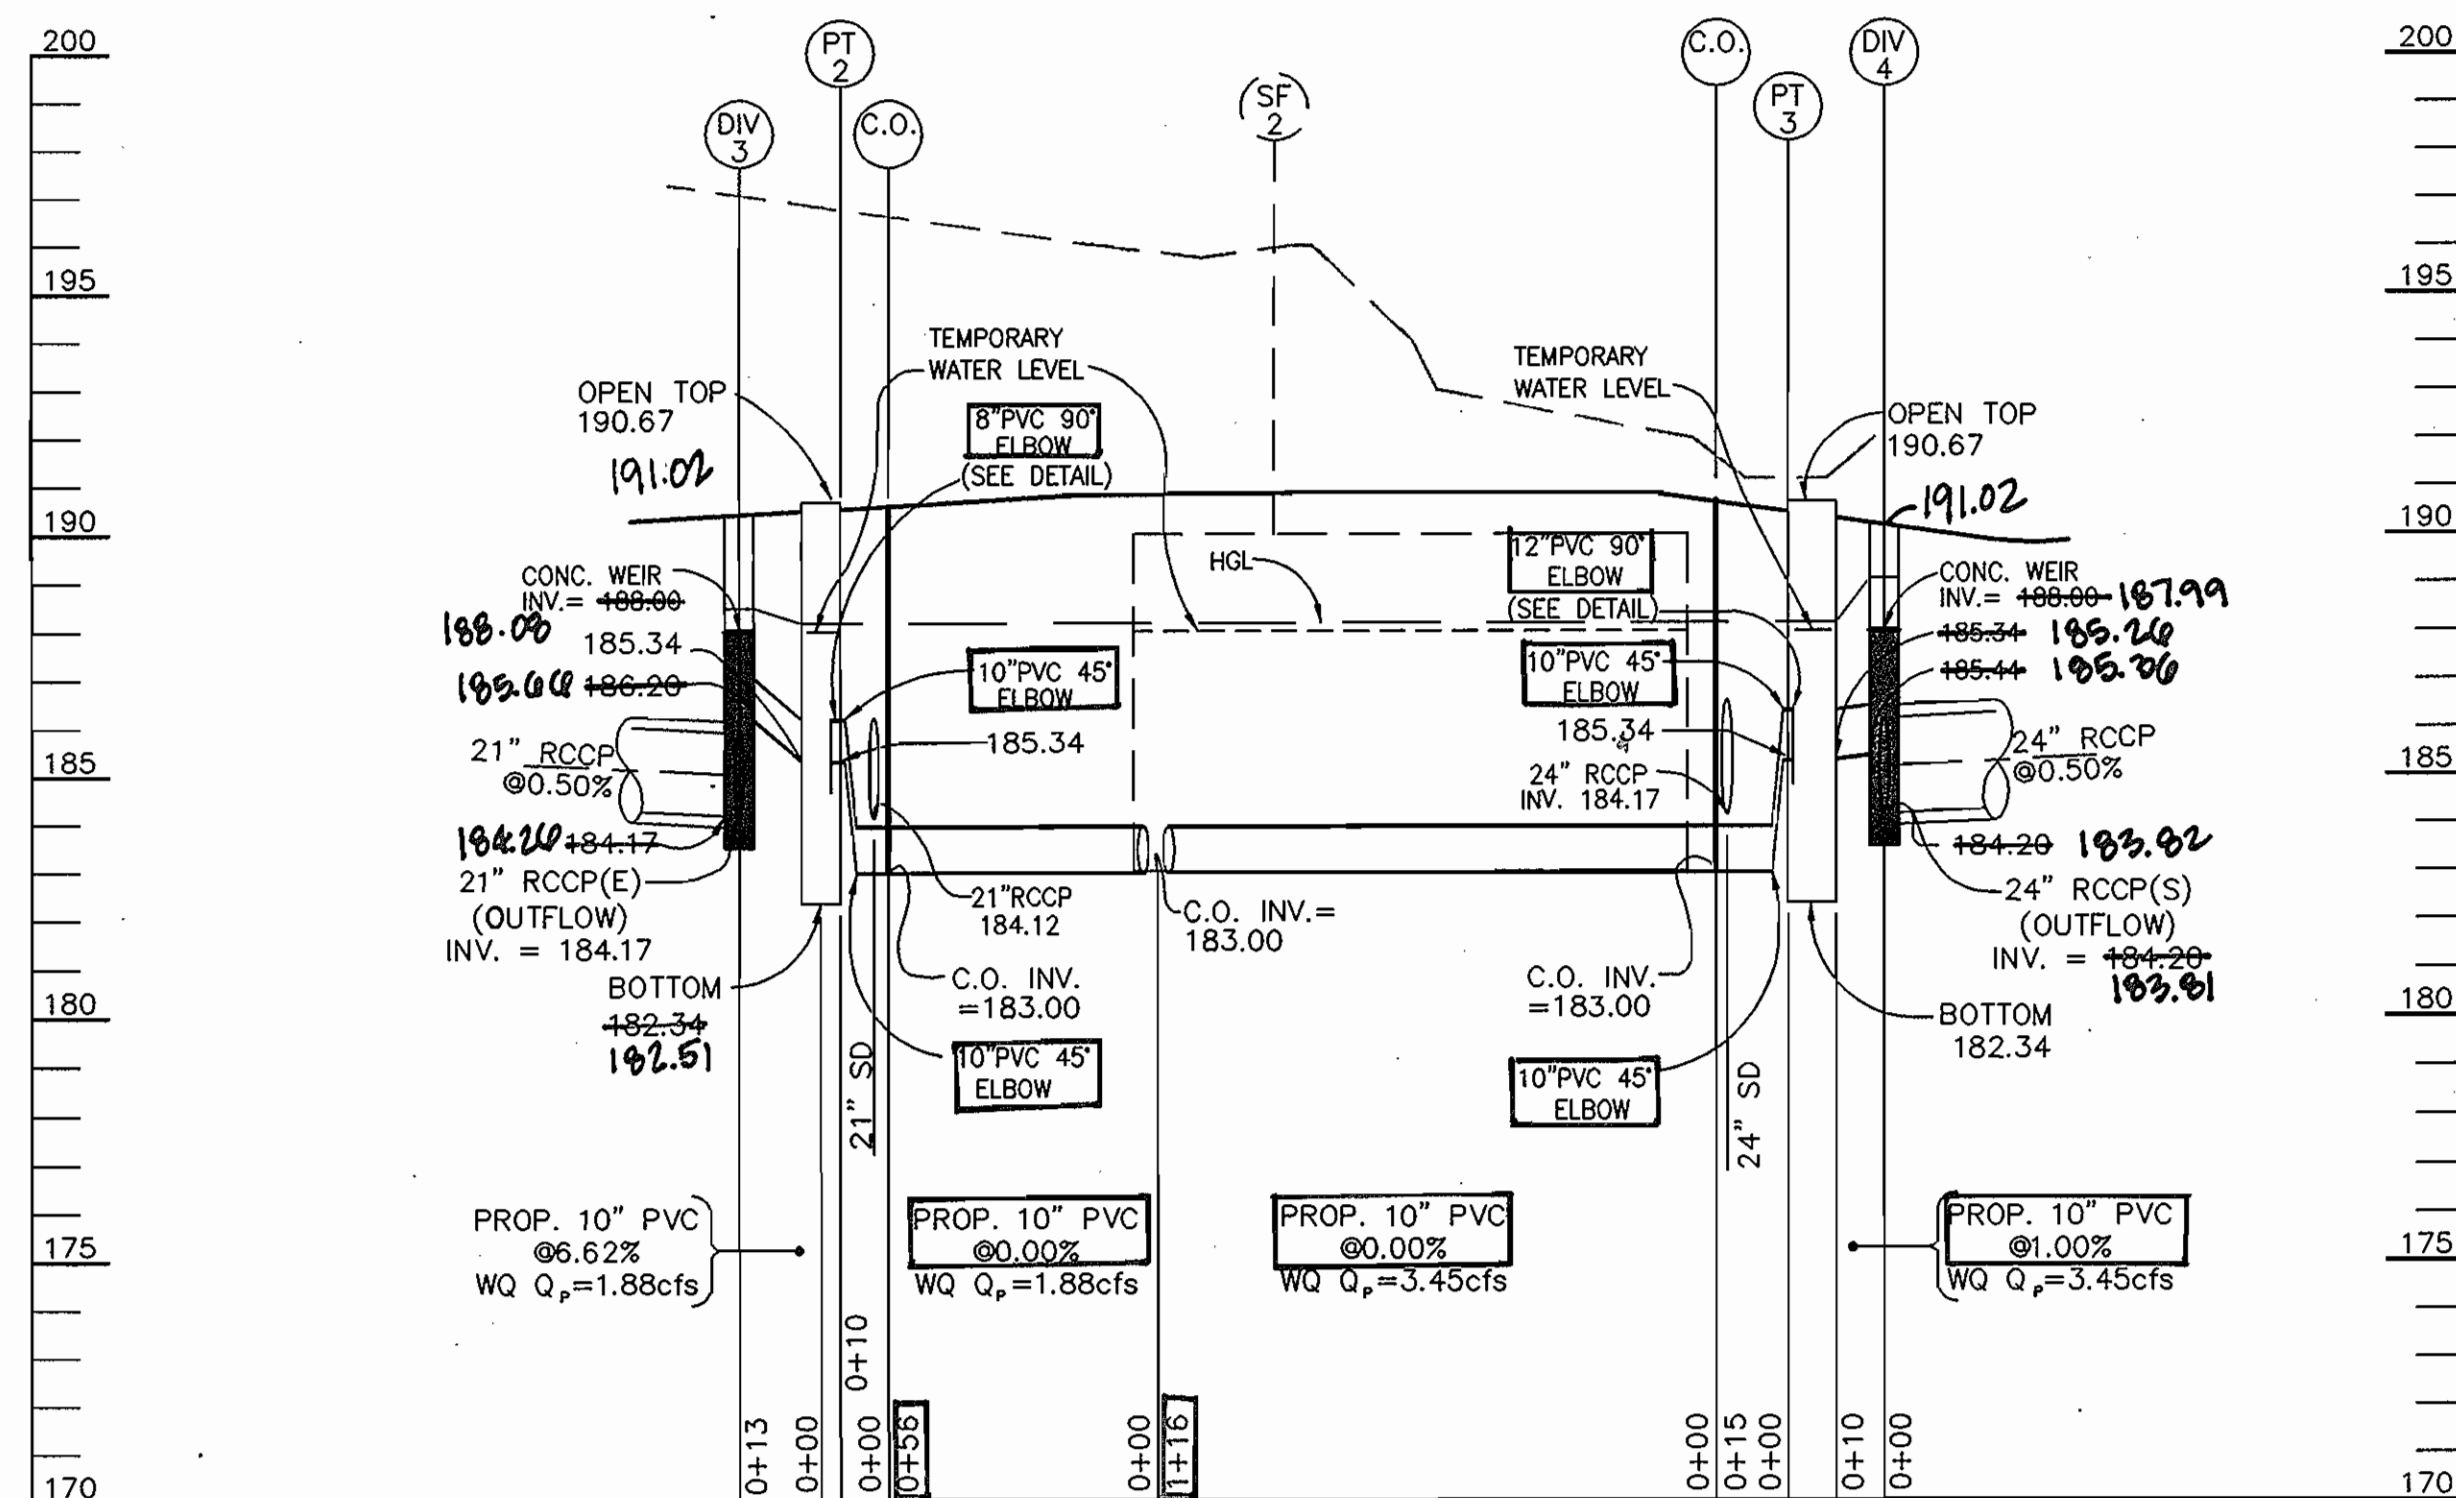 200
PT
2
C.O.
DIV
4
200
SF
2
PT
3
DIV
3
C.O.
195
195
TEMPORARY
WATER LEVEL
TEMPORARY
WATER LEVEL
OPEN TOP
190.67
191.02
8"PVC 90°
ELBOW
(SEE DETAIL)
OPEN TOP
190.67
191.02
190
190
HGL
12"PVC 90°
ELBOW
(SEE DETAIL)
CONC. WEIR
INV.= 188.00
188.08
185.34
185.66 186.20
CONC. WEIR
INV.= 188.00 187.99
185.34 185.26
185.44 185.36
10"PVC 45°
ELBOW
10"PVC 45°
ELBOW
185.34
185.34
21" RCCP
@0.50%
24" RCCP
@0.50%
24" RCCP
INV. 184.17
185
185
184.26 184.17
21" RCCP(E)
(OUTFLOW)
INV. = 184.17
184.20 183.82
24" RCCP(S)
(OUTFLOW)
INV. = 184.20
183.81
21"RCCP
184.12
C.O. INV.=
183.00
C.O. INV.
=183.00
C.O. INV.
=183.00
BOTTOM
182.34
182.51
BOTTOM
182.34
180
180
10"PVC 45°
ELBOW
10"PVC 45°
ELBOW
21" SD
24" SD
PROP. 10" PVC
@6.62%
WQ Qp=1.88cfs
PROP. 10" PVC
@0.00%
WQ Qp=1.88cfs
PROP. 10" PVC
@0.00%
WQ Qp=3.45cfs
PROP. 10" PVC
@1.00%
WQ Qp=3.45cfs
175
175
0+13
0+00
0+10
0+00
0+56
0+00
1+16
0+00
0+15
0+00
0+10
0+00
170
170